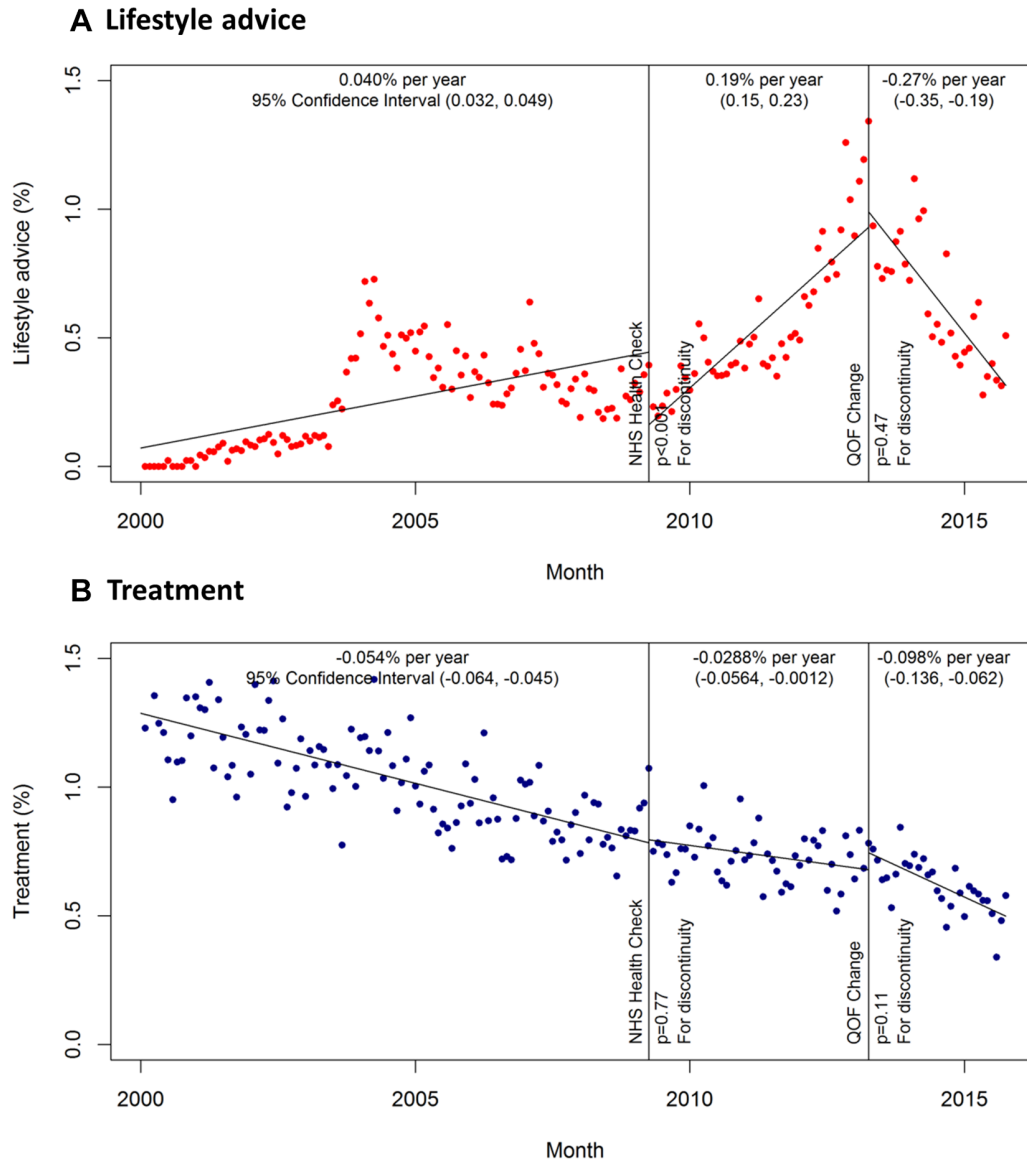 A Lifestyle advice
0.040% per year
95% Confidence Interval (0.032, 0.049)
0.19% per year
(0.15, 0.23)
-0.27% per year
(-0.35, -0.19)
1.5
1.0
0.5
0.0
Lifestyle advice (%)
NHS Health Check
p<0.001
For discontinuity
QOF Change
p=0.47
For discontinuity
2000
2005
2010
2015
Month
B Treatment
-0.054% per year
95% Confidence Interval (-0.064, -0.045)
-0.0288% per year
(-0.0564, -0.0012)
-0.098% per year
(-0.136, -0.062)
1.5
1.0
0.5
0.0
Treatment (%)
NHS Health Check
p=0.77
For discontinuity
QOF Change
p=0.11
For discontinuity
2000
2005
2010
2015
Month